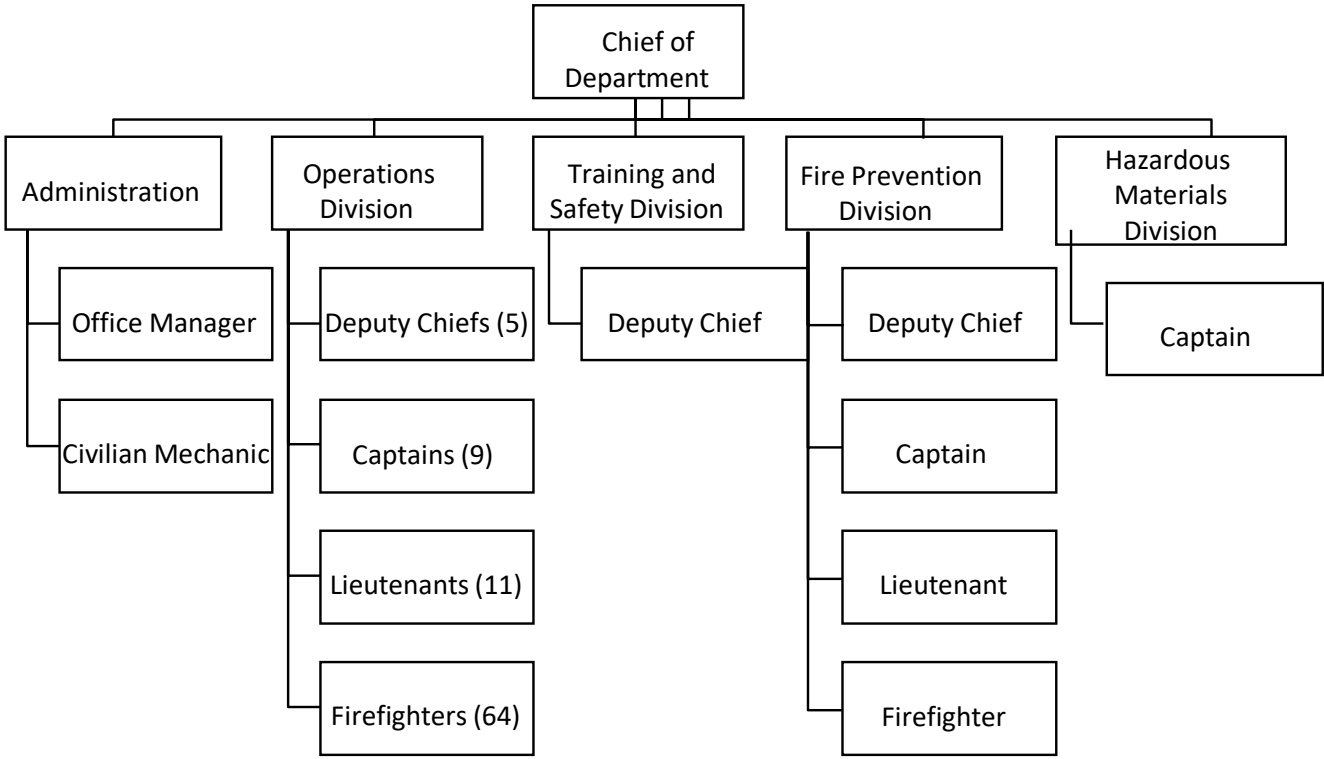 Chief of
Department
Administration
Operations
Division
Training and
Safety Division
Fire Prevention
Division
Hazardous
Materials
Division
Office Manager
Deputy Chiefs (5)
Deputy Chief
Deputy Chief
Captain
Civilian Mechanic
Captains (9)
Captain
Lieutenants (11)
Lieutenant
Firefighters (64)
Firefighter